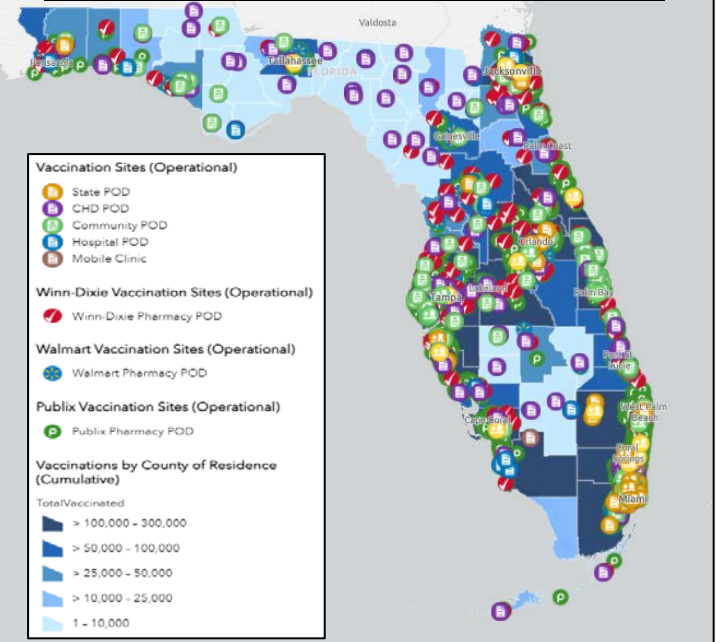 Valdosta
Pensacola
Tallahassee
FLORIDA
Jacksonville
Gainesville
Palm Coast
Orlando
Lakeland
Tampa
Palm Bay
Port St.
Lucie
Cape Coral
West Palm
Beach
Coral
Springs
Miami
Vaccination Sites (Operational)
State POD
CHD POD
Community POD
Hospital POD
Mobile Clinic
Winn-Dixie Vaccination Sites (Operational)
Winn-Dixie Pharmacy POD
Walmart Vaccination Sites (Operational)
Walmart Pharmacy POD
Publix Vaccination Sites (Operational)
Publix Pharmacy POD
Vaccinations by County of Residence
(Cumulative)
TotalVaccinated
> 100,000 - 300,000
> 50,000 - 100,000
> 25,000 - 50,000
> 10,000 - 25,000
1 - 10,000